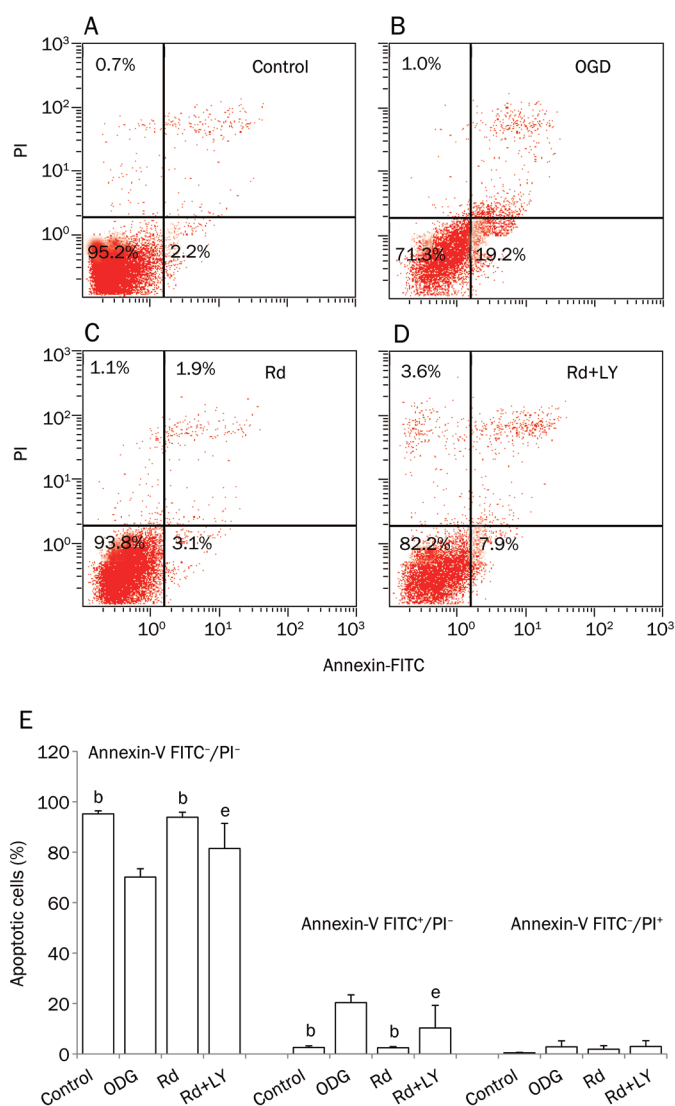 A
B
10³
0.7%
Control
1.0%
OGD
10²
PI
10¹
10⁰
95.2%
2.2%
71.3%
19.2%
C
D
10³
1.1%
1.9%
Rd
3.6%
Rd+LY
10²
PI
10¹
10⁰
93.8%
3.1%
82.2%
7.9%
10⁰ 10¹ 10² 10³ 10⁰ 10¹ 10² 10³
Annexin-FITC
E
120
Annexin-V FITC⁻/PI⁻
100
b
b
e
80
60
Annexin-V FITC⁺/PI⁻
Annexin-V FITC⁻/PI⁺
Apoptotic cells (%)
40
20
b
b
e
0
Control ODG Rd Rd+LY Control ODG Rd Rd+LY Control ODG Rd Rd+LY